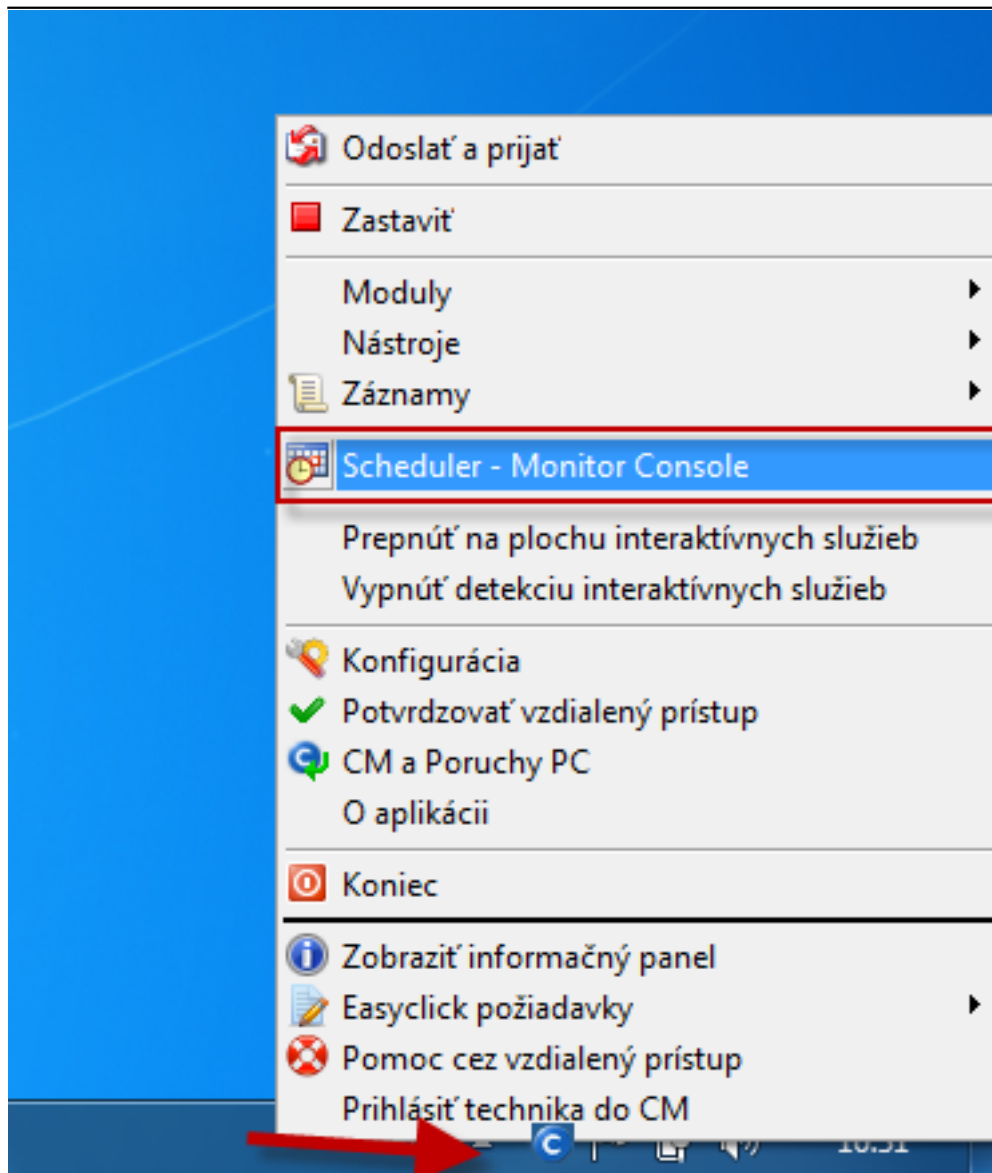 Odoslať a prijať
Zastaviť
Moduly
Nástroje
Záznamy
Scheduler - Monitor Console
Prepnúť na plochu interaktívnych služieb
Vypnúť detekciu interaktívnych služieb
Konfigurácia
Potvrdzovať vzdialený prístup
CM a Poruchy PC
O aplikácii
Koniec
Zobraziť informačný panel
Easyclick požiadavky
Pomoc cez vzdialený prístup
Prihlásiť technika do CM